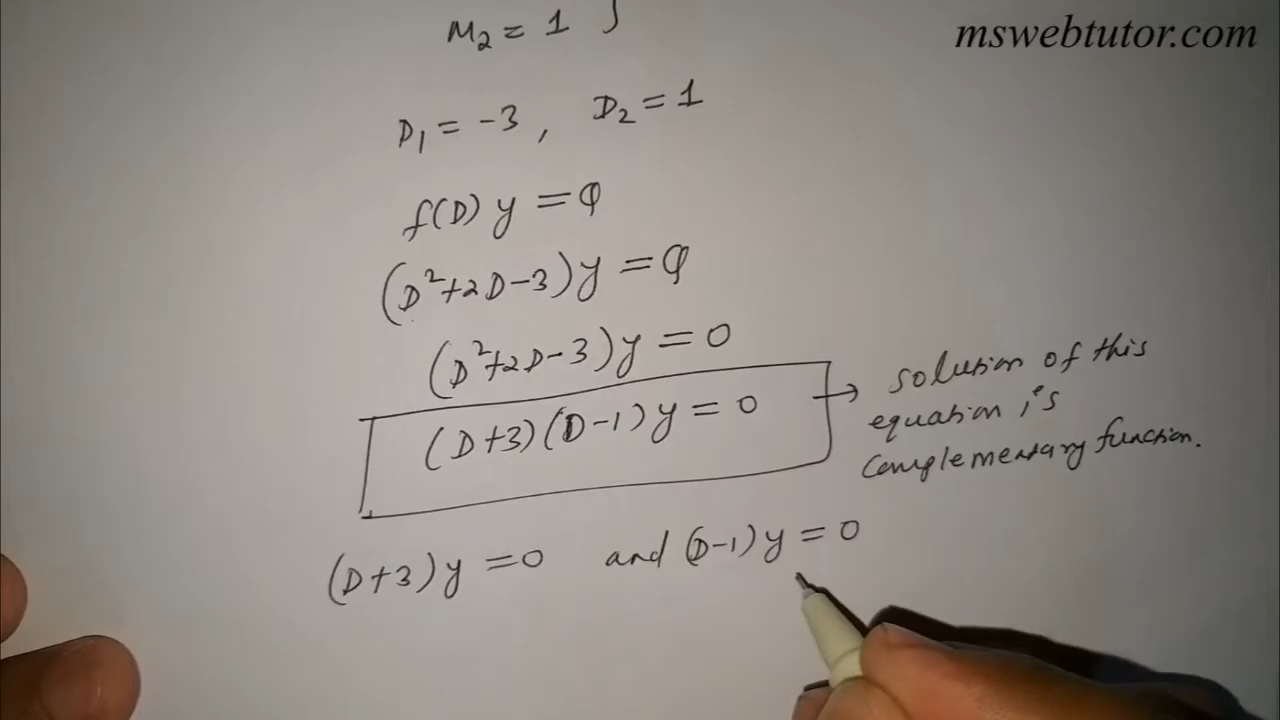 mswebtutor.com
M₂ = 1 }
D₁ = -3, D₂ = 1
f(D) y = Q
(D²+2D-3)y = Q
(D²+2D-3)y = 0
(D+3)(D-1)y = 0 → solution of this
equation is
complementary function.
(D+3)y = 0 and (D-1)y = 0